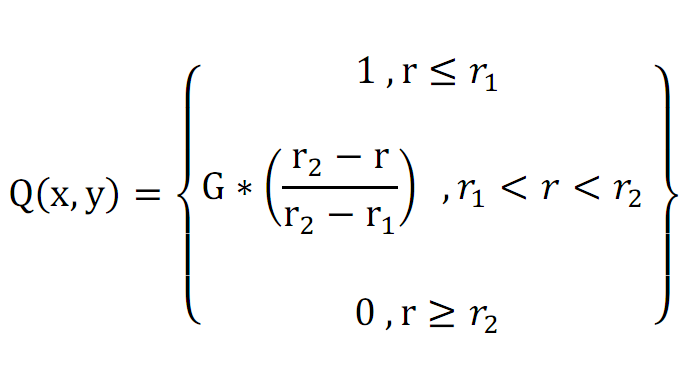 1 , r ≤ r₁
Q(x, y) = { G ∗ ((r₂ − r)/(r₂ − r₁)) , r₁ < r < r₂ }
0 , r ≥ r₂